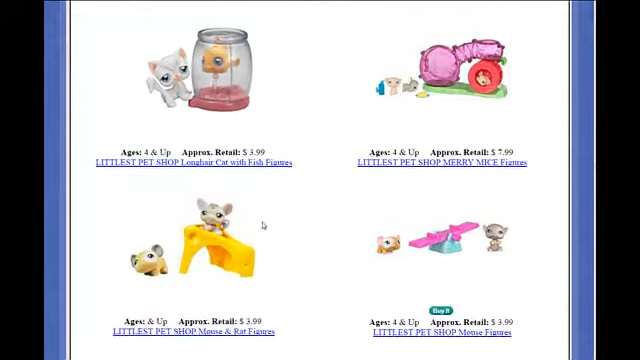 Ages: 4 & Up Approx. Retail: $ 3.99
LITTLEST PET SHOP Longhair Cat with Fish Figures
Ages: 4 & Up Approx. Retail: $ 7.99
LITTLEST PET SHOP MERRY MICE Figures
Ages: & Up Approx. Retail: $ 3.99
LITTLEST PET SHOP Mouse & Rat Figures
Buy It
Ages: 4 & Up Approx. Retail: $ 3.99
LITTLEST PET SHOP Mouse Figures